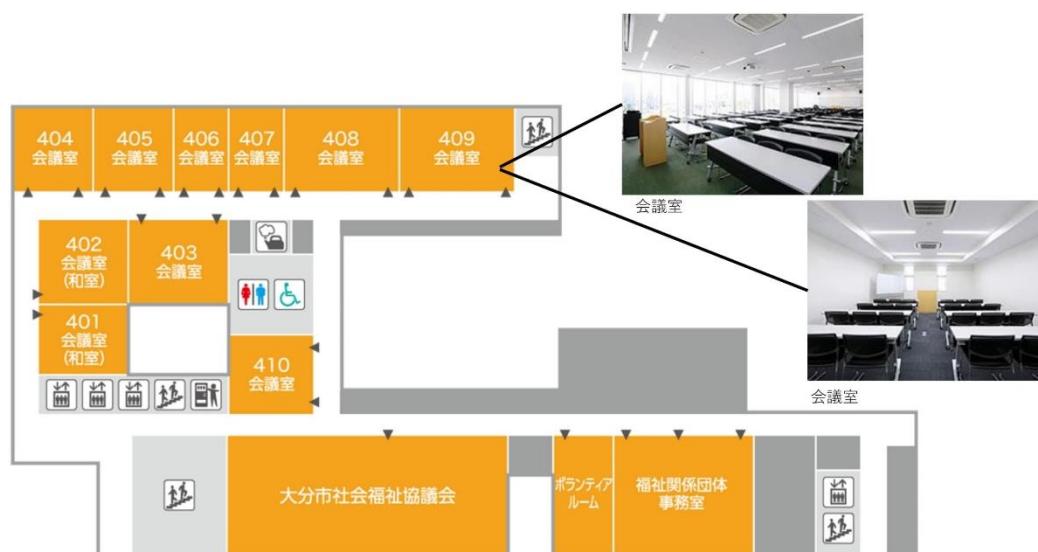 404
会議室
405
会議室
406
会議室
407
会議室
408
会議室
409
会議室
会議室
402
会議室
(和室)
403
会議室
401
会議室
(和室)
410
会議室
会議室
大分市社会福祉協議会
ボランティア
ルーム
福祉関係団体
事務室